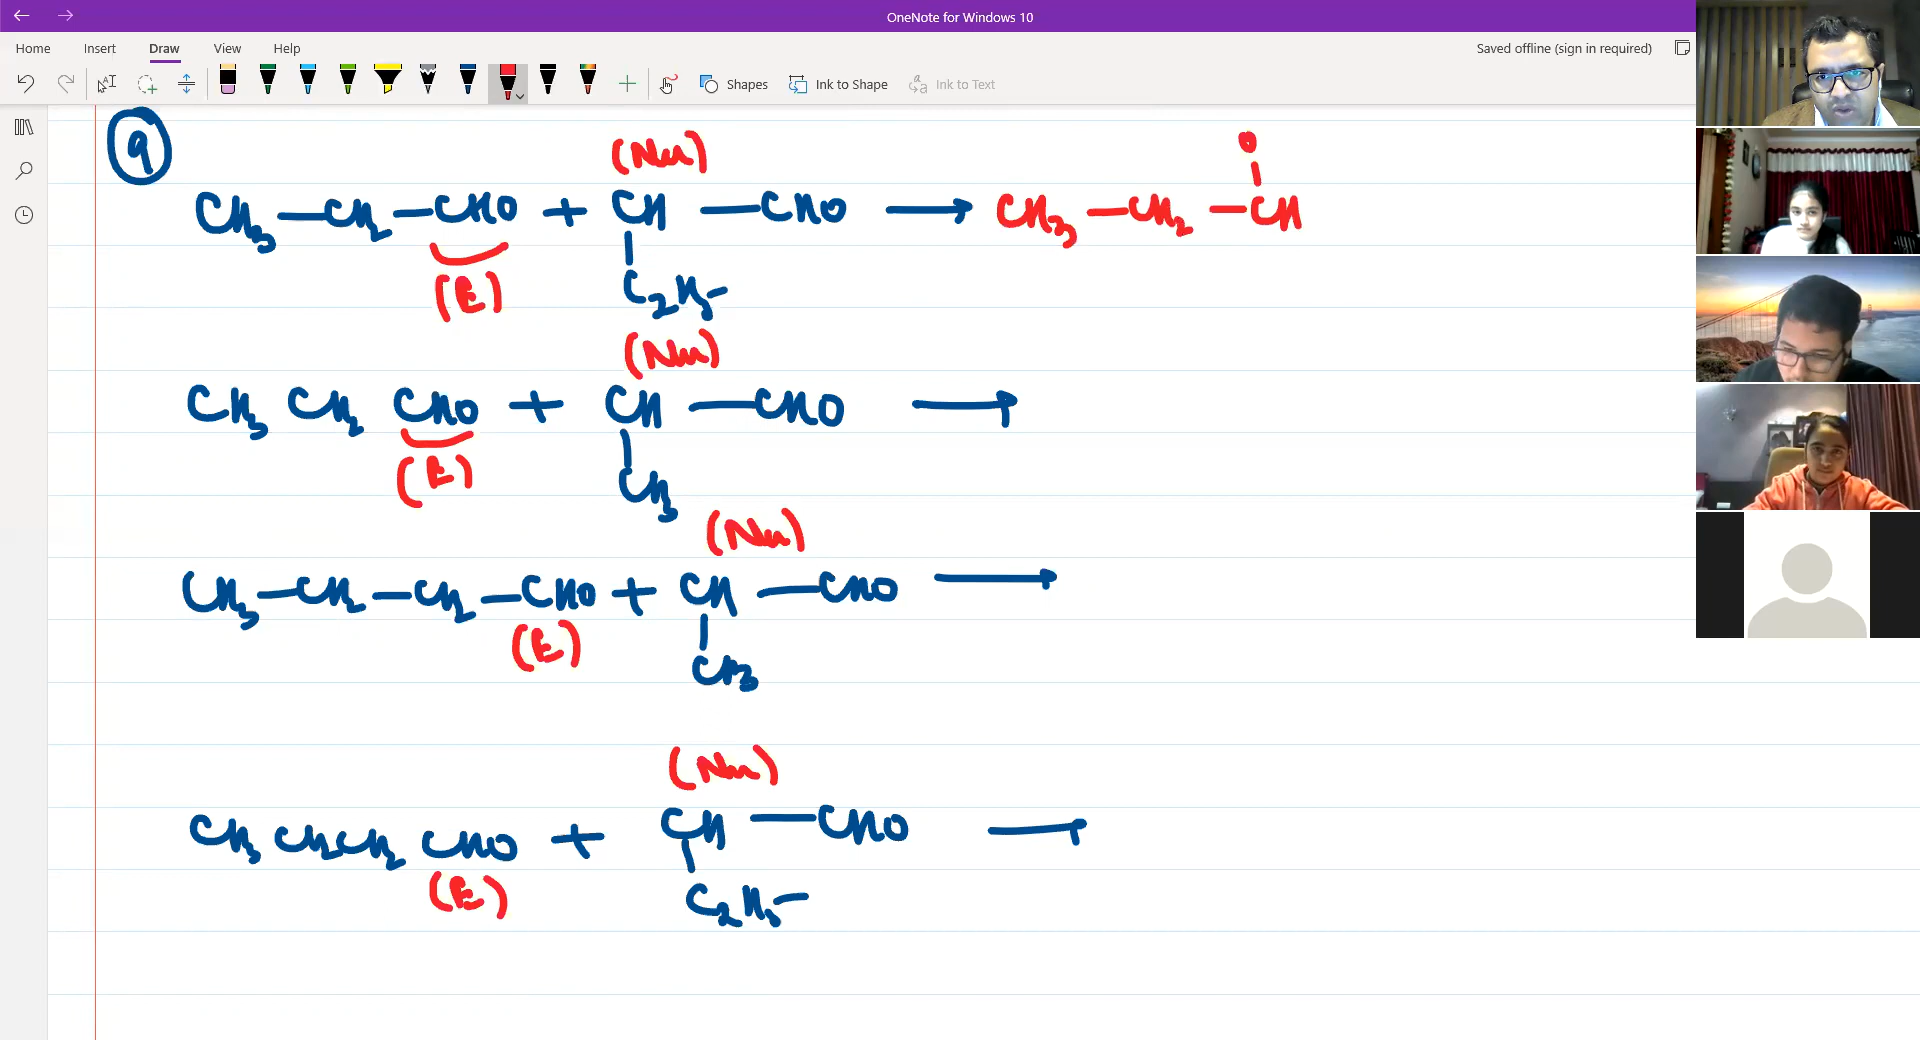 OneNote for Windows 10
Home Insert Draw View Help
Saved offline (sign in required)
Shapes Ink to Shape Ink to Text
9
(Nu)
O
CH3 — CH2 — CHO + CH — CHO → CH3 — CH2 — CH
(E)
C2H5
(Nu)
CH3 CH2 CHO + CH — CHO →
(E)
CH3
(Nu)
CH3 — CH2 — CH2 — CHO + CH — CHO →
(E)
CH3
(Nu)
CH3 CH2 CH2 CHO + CH — CHO →
(E)
C2H5